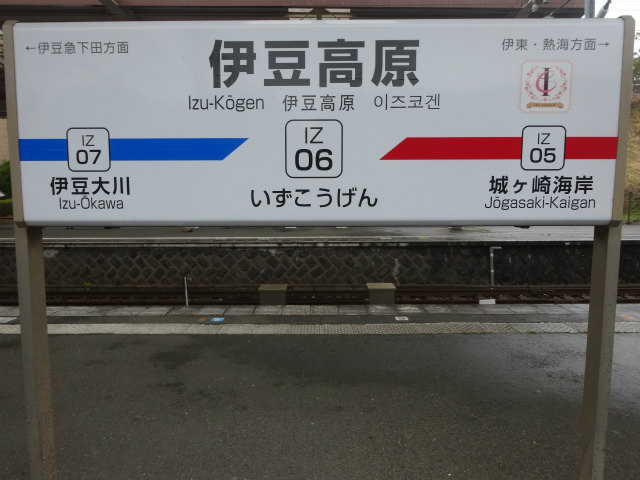 ←伊豆急下田方面
伊東・熱海方面→
伊豆高原
Izu-Kōgen 伊豆高原 이즈코겐
IZ
07
IZ
06
IZ
05
伊豆大川
Izu-Ōkawa
いずこうげん
城ヶ崎海岸
Jōgasaki-Kaigan